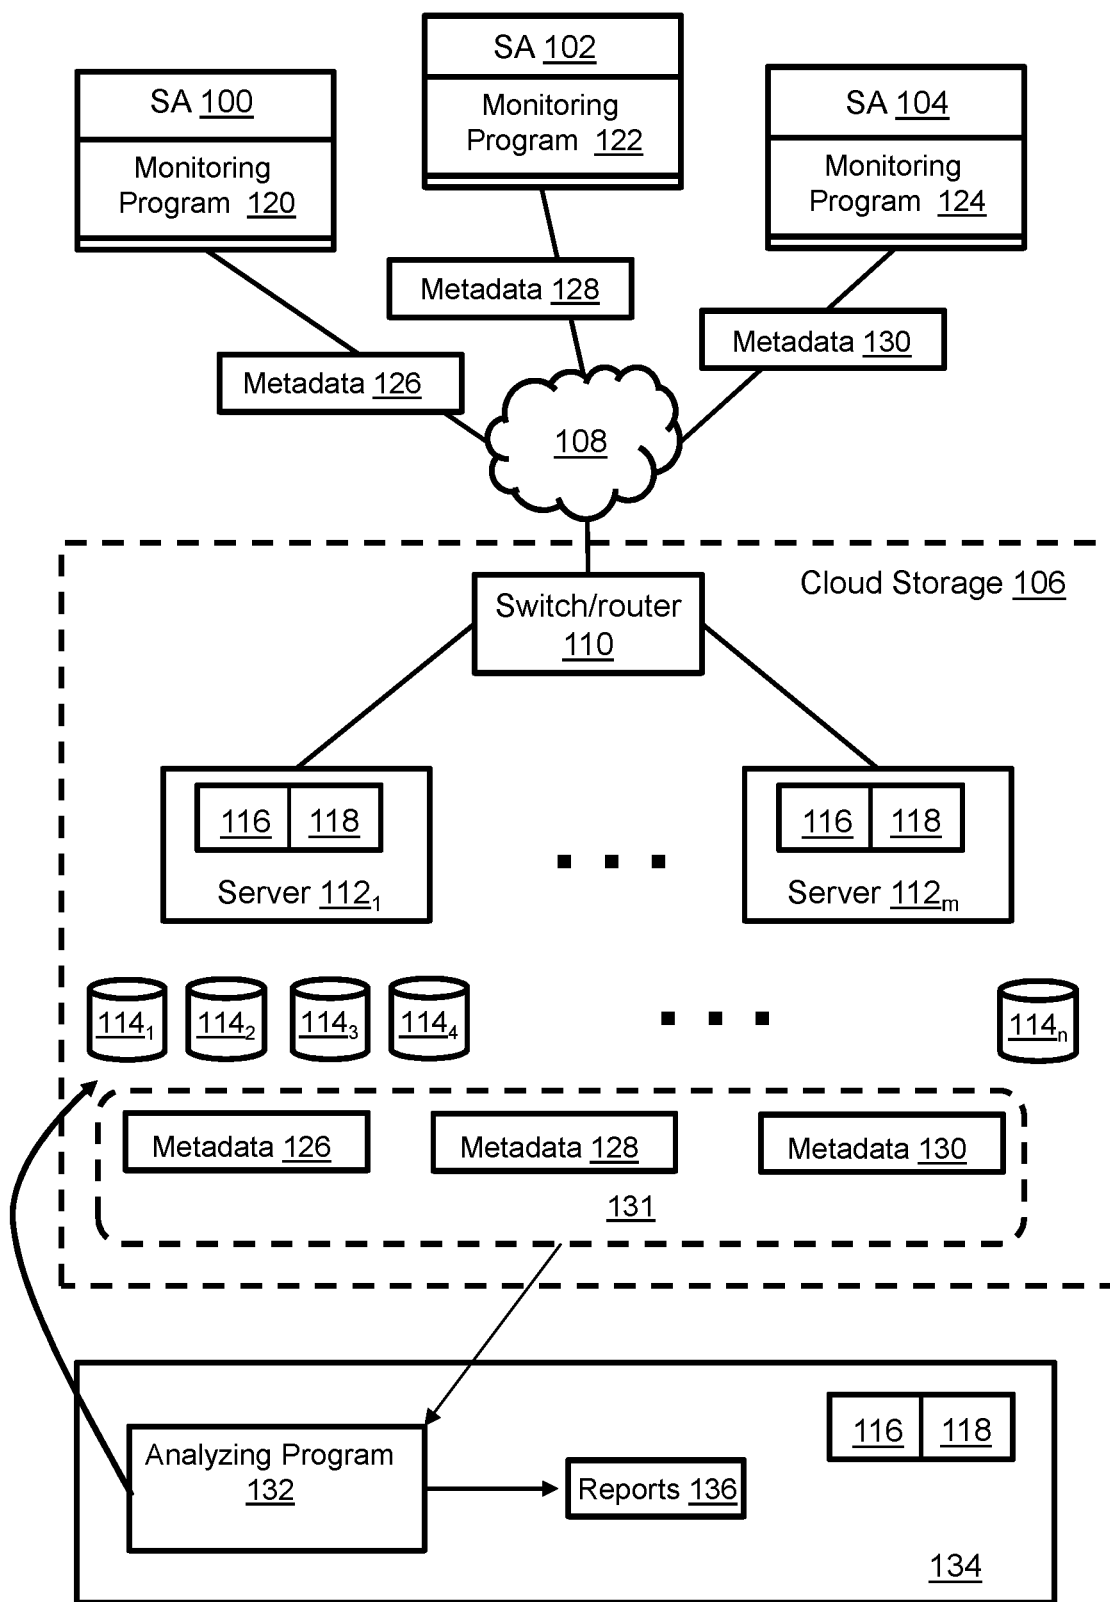 SA 102
Monitoring
Program 122
SA 100
Monitoring
Program 120
SA 104
Monitoring
Program 124
Metadata 128
Metadata 130
Metadata 126
108
Cloud Storage 106
Switch/router
110
116 118
Server 112₁
116 118
Server 112ₘ
114₁ 114₂ 114₃ 114₄ 114ₙ
Metadata 126 Metadata 128 Metadata 130
131
116 118
Analyzing Program
132
Reports 136
134